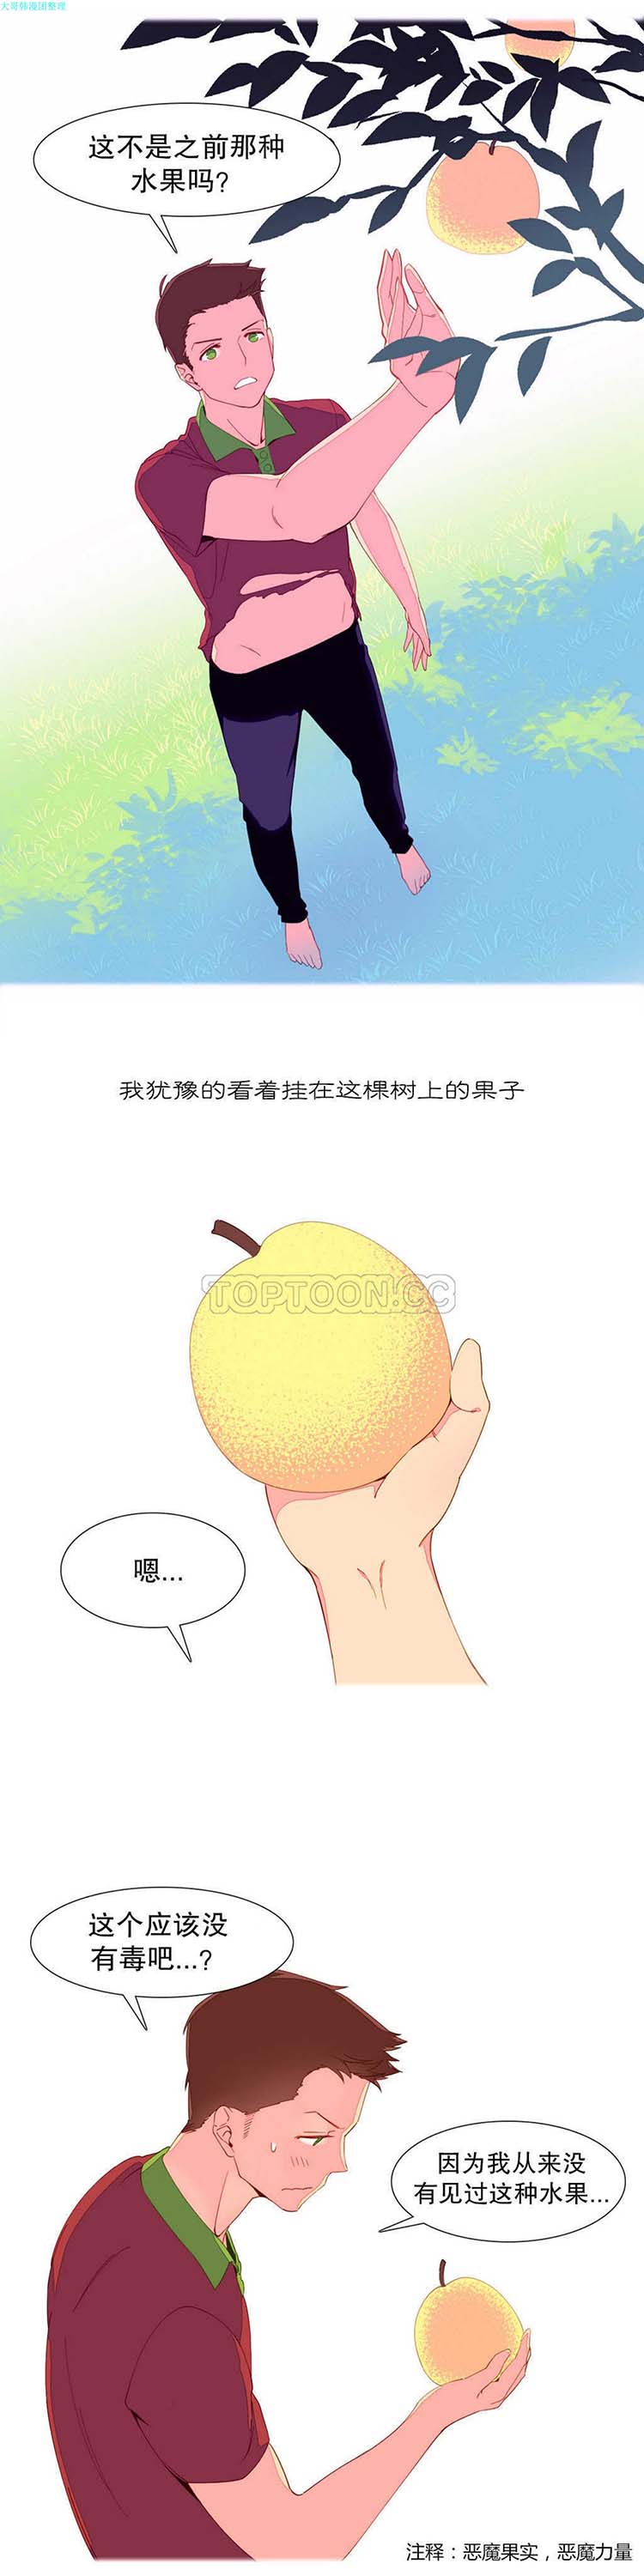 大哥韩漫团整理
这不是之前那种
水果吗?
我犹豫的看着挂在这棵树上的果子
TOPTOON.CC
嗯...
这个应该没
有毒吧...?
因为我从来没
有见过这种水果...
注释：恶魔果实，恶魔力量